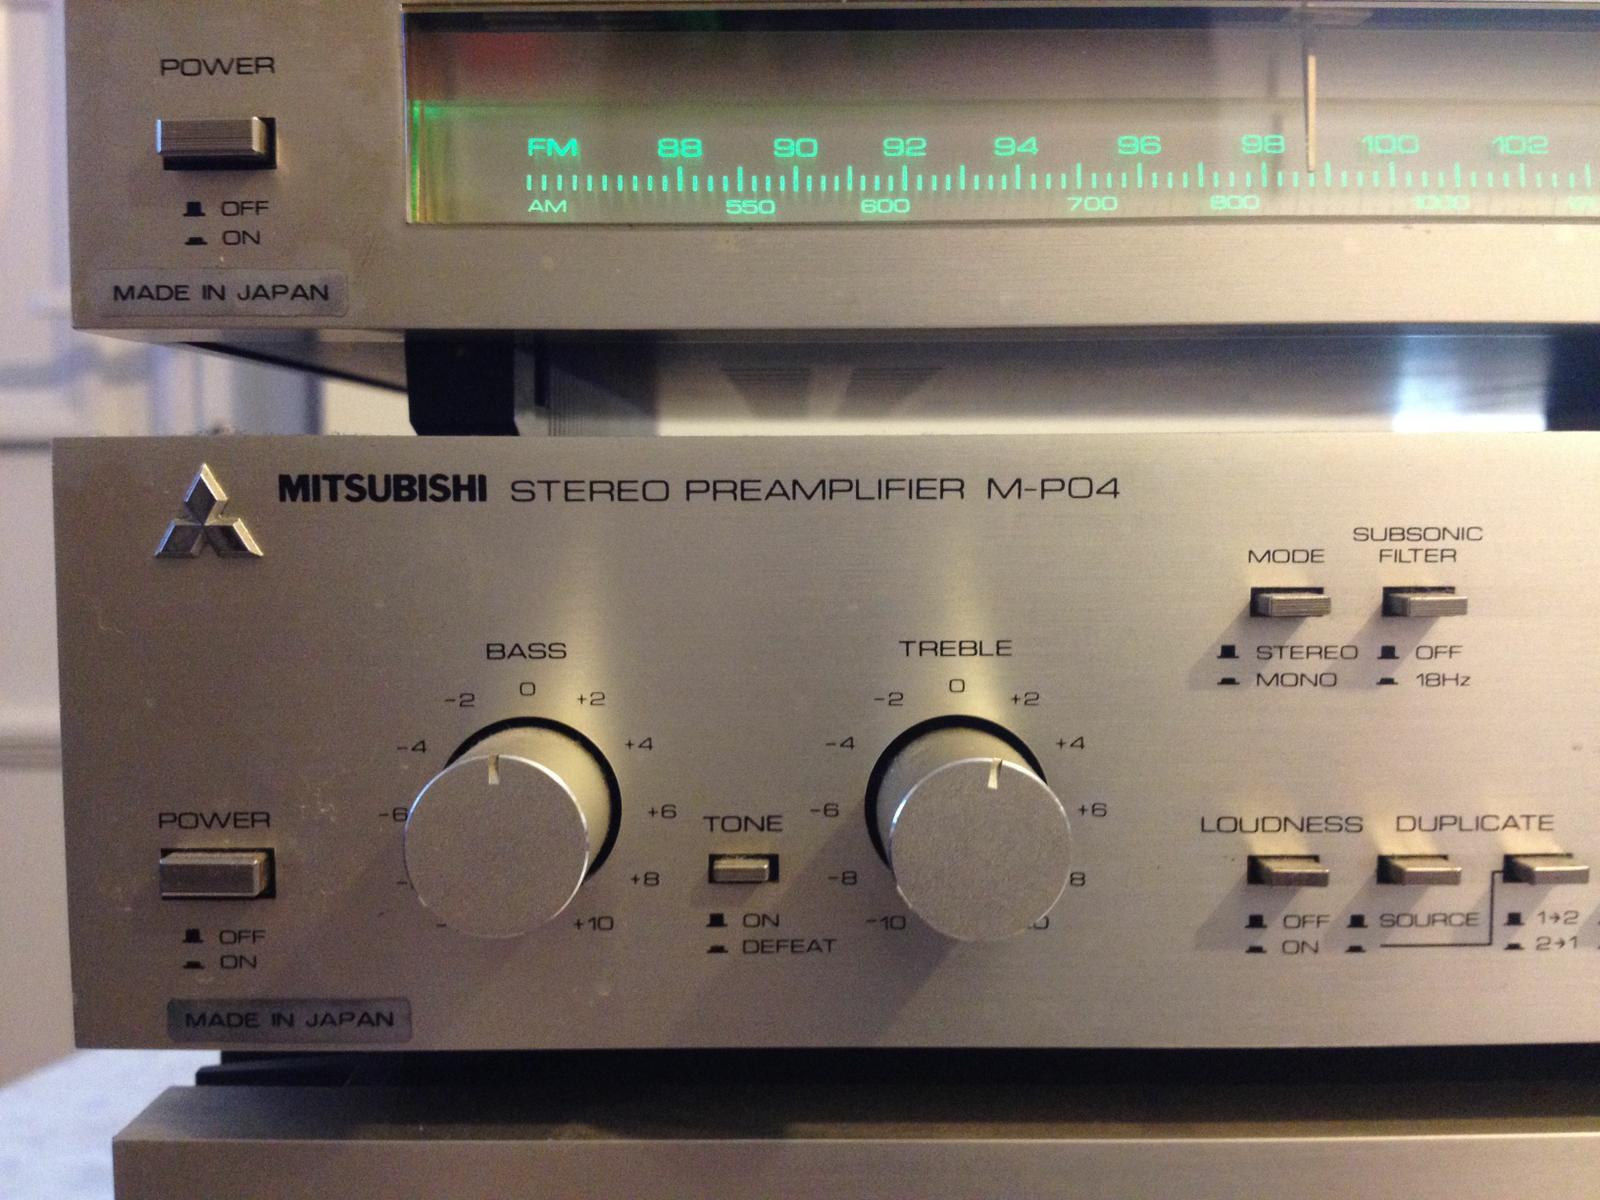 POWER
OFF
ON
MADE IN JAPAN
FM 88 90 92 94 96 98 100 102
AM 550 600 700 800 1000
MITSUBISHI STEREO PREAMPLIFIER M-P04
MODE
STEREO
MONO
SUBSONIC
FILTER
OFF
18Hz
BASS
0
-2 +2
-4 +4
-6 +6
+8
+10
TONE
ON
DEFEAT
TREBLE
0
-2 +2
-4 +4
-6 +6
-8 8
-10
LOUDNESS
OFF
ON
DUPLICATE
SOURCE
1→2
2→1
POWER
OFF
ON
MADE IN JAPAN